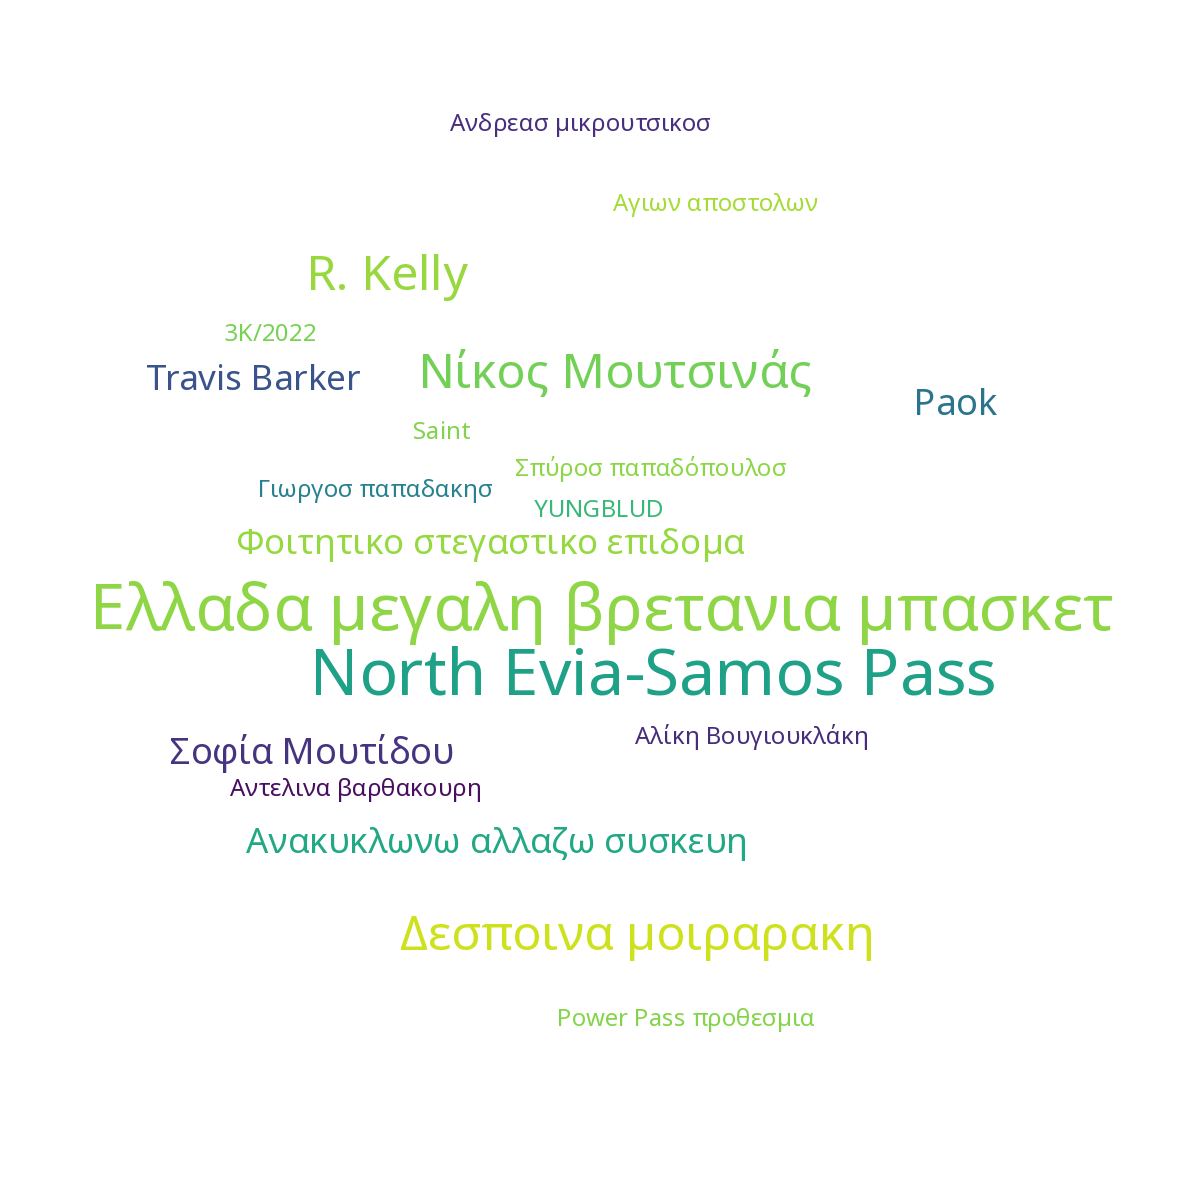 Ανδρεασ μικρουτσικοσ
Αγιων αποστολων
R. Kelly
3K/2022
Νίκος Μουτσινάς
Travis Barker
Paok
Saint
Σπύροσ παπαδόπουλοσ
Γιωργοσ παπαδακησ
YUNGBLUD
Φοιτητικο στεγαστικο επιδομα
Ελλαδα μεγαλη βρετανια μπασκετ
North Evia-Samos Pass
Αλίκη Βουγιουκλάκη
Σοφία Μουτίδου
Αντελινα βαρθακουρη
Ανακυκλωνω αλλαζω συσκευη
Δεσποινα μοιραρακη
Power Pass προθεσμια